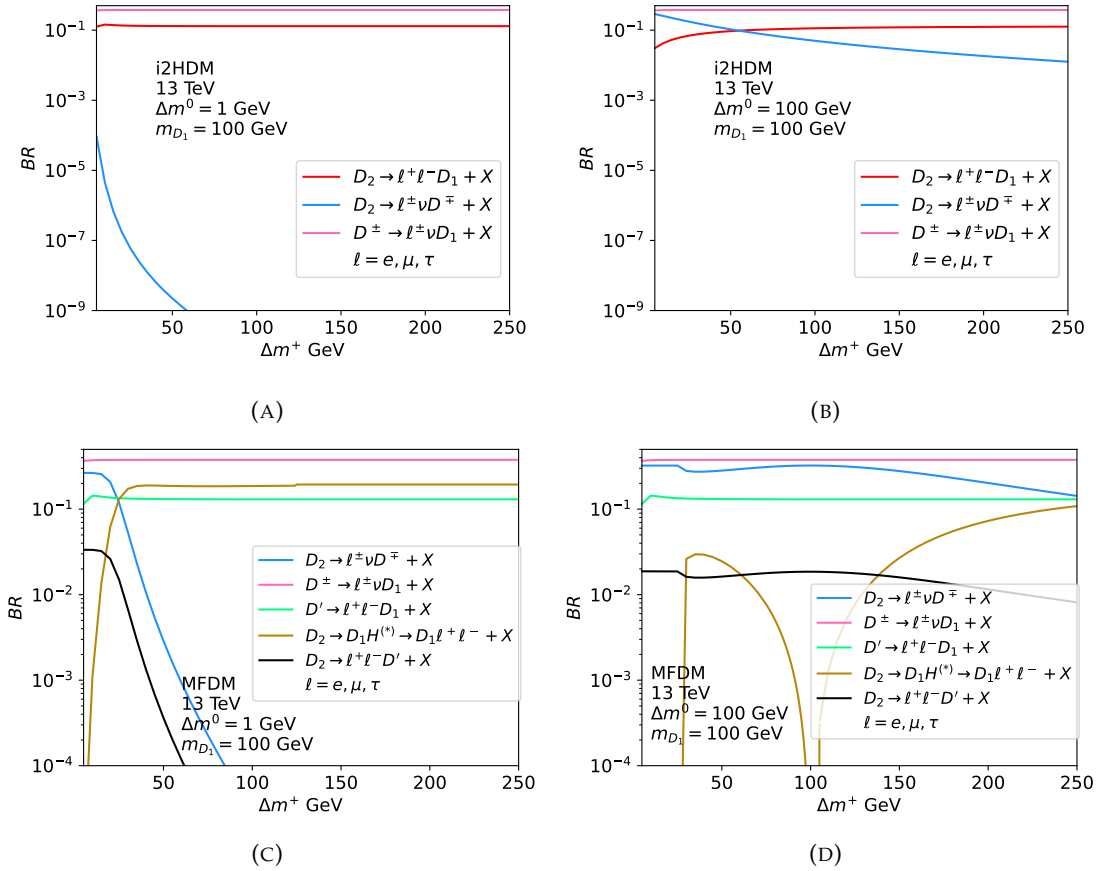 10⁻¹
10⁻³
10⁻⁵
10⁻⁷
10⁻⁹
BR
i2HDM
13 TeV
Δm⁰ = 1 GeV
m_{D₁} = 100 GeV
D₂ → ℓ⁺ℓ⁻D₁ + X
D₂ → ℓ^±νD^∓ + X
D^± → ℓ^±νD₁ + X
ℓ = e, μ, τ
50 100 150 200 250
Δm⁺ GeV
(A)
10⁻¹
10⁻³
10⁻⁵
10⁻⁷
10⁻⁹
BR
i2HDM
13 TeV
Δm⁰ = 100 GeV
m_{D₁} = 100 GeV
D₂ → ℓ⁺ℓ⁻D₁ + X
D₂ → ℓ^±νD^∓ + X
D^± → ℓ^±νD₁ + X
ℓ = e, μ, τ
50 100 150 200 250
Δm⁺ GeV
(B)
10⁻¹
10⁻²
10⁻³
10⁻⁴
BR
D₂ → ℓ^±νD^∓ + X
D^± → ℓ^±νD₁ + X
D′ → ℓ⁺ℓ⁻D₁ + X
D₂ → D₁H^{(*)} → D₁ℓ⁺ℓ⁻ + X
D₂ → ℓ⁺ℓ⁻D′ + X
ℓ = e, μ, τ
MFDM
13 TeV
Δm⁰ = 1 GeV
m_{D₁} = 100 GeV
50 100 150 200 250
Δm⁺ GeV
(C)
10⁻¹
10⁻²
10⁻³
10⁻⁴
BR
D₂ → ℓ^±νD^∓ + X
D^± → ℓ^±νD₁ + X
D′ → ℓ⁺ℓ⁻D₁ + X
D₂ → D₁H^{(*)} → D₁ℓ⁺ℓ⁻ + X
D₂ → ℓ⁺ℓ⁻D′ + X
ℓ = e, μ, τ
MFDM
13 TeV
Δm⁰ = 100 GeV
m_{D₁} = 100 GeV
50 100 150 200 250
Δm⁺ GeV
(D)